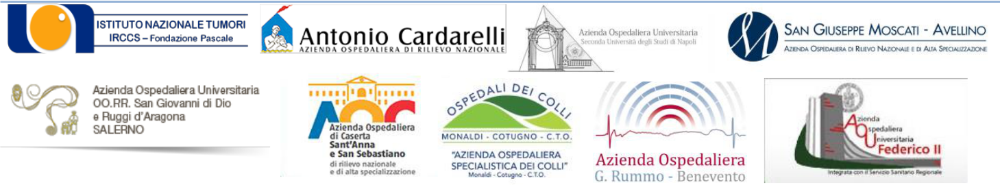 ISTITUTO NAZIONALE TUMORI
IRCCS – Fondazione Pascale
Antonio Cardarelli
AZIENDA OSPEDALIERA DI RILIEVO NAZIONALE
Azienda Ospedaliera Universitaria
Seconda Università degli Studi di Napoli
SAN GIUSEPPE MOSCATI - AVELLINO
AZIENDA OSPEDALIERA DI RILIEVO NAZIONALE E DI ALTA SPECIALIZZAZIONE
Azienda Ospedaliera Universitaria
OO.RR. San Giovanni di Dio
e Ruggi d'Aragona
SALERNO
AOC
Azienda Ospedaliera
di Caserta
Sant'Anna
e San Sebastiano
di rilievo nazionale
e di alta specializzazione
OSPEDALI DEI COLLI
MONALDI - COTUGNO - C.T.O.
"AZIENDA OSPEDALIERA
SPECIALISTICA DEI COLLI"
Monaldi - Cotugno - C.T.O.
Azienda Ospedaliera
G. Rummo - Benevento
Azienda
Ospedaliera
Universitaria
Federico II
Integrata con il Servizio Sanitario Regionale